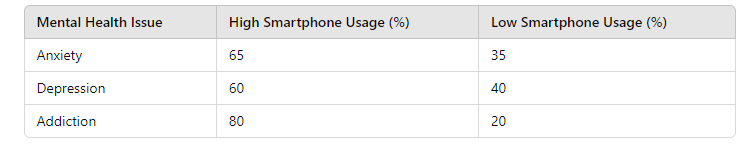 Mental Health Issue High Smartphone Usage (%) Low Smartphone Usage (%)
Anxiety 65 35
Depression 60 40
Addiction 80 20